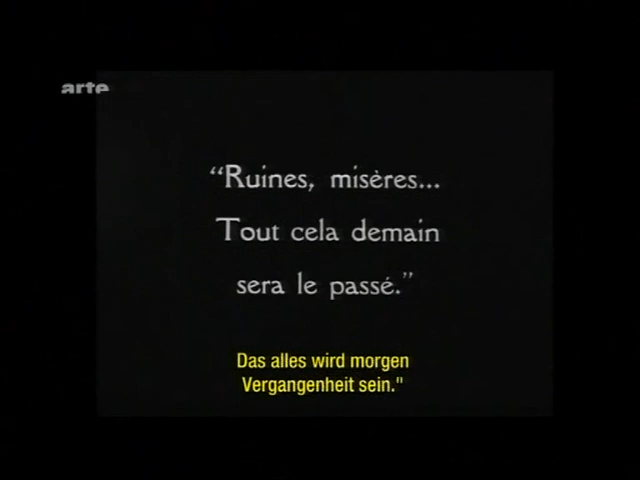 arte
“Ruines, misères...
Tout cela demain
sera le passé.”
Das alles wird morgen
Vergangenheit sein."